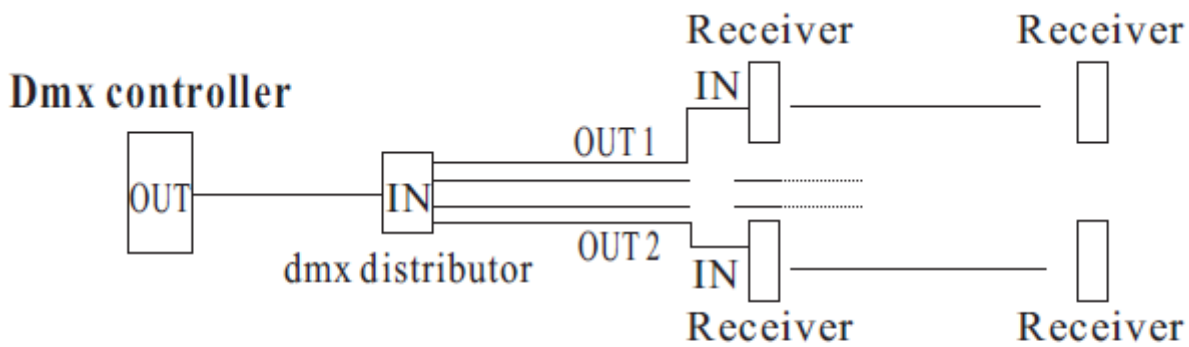 Receiver
Receiver
Dmx controller
IN
OUT 1
OUT
IN
OUT 2
dmx distributor
IN
Receiver
Receiver